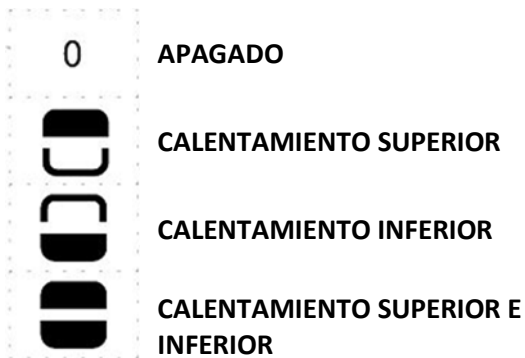 0 APAGADO
CALENTAMIENTO SUPERIOR
CALENTAMIENTO INFERIOR
CALENTAMIENTO SUPERIOR E
INFERIOR